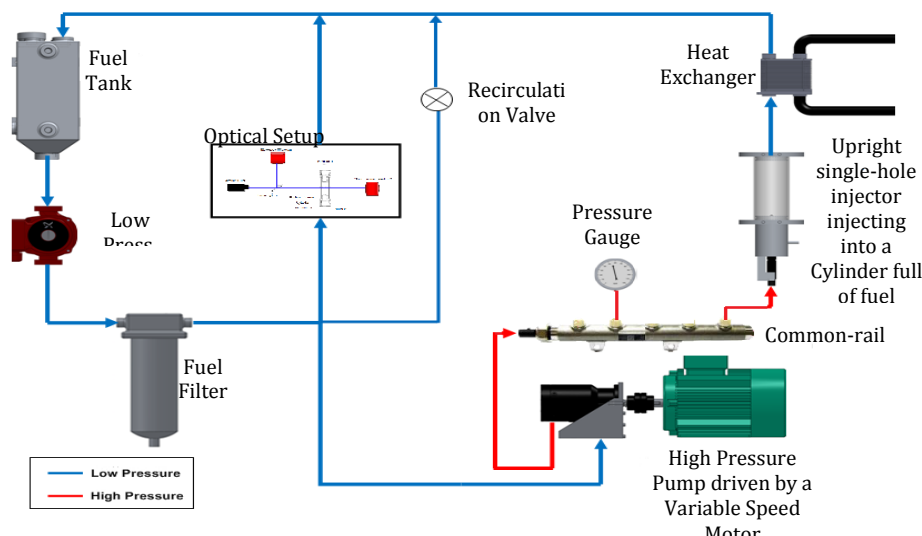 Fuel
Tank
Heat
Exchanger
Recirculati
on Valve
Optical Setup
Upright
single-hole
injector
injecting
into a
Cylinder full
of fuel
Low
Press
Pressure
Gauge
Common-rail
Fuel
Filter
High Pressure
Pump driven by a
Variable Speed
Motor
Low Pressure
High Pressure